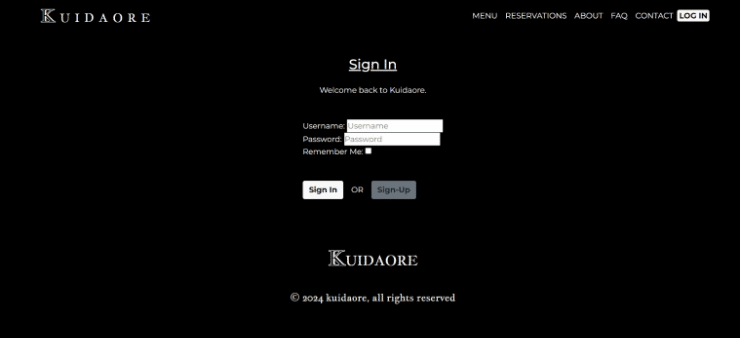 KUIDAORE
MENU RESERVATIONS ABOUT FAQ CONTACT LOG IN
Sign In
Welcome back to Kuidaore.
Username: Username
Password: Password
Remember Me:
Sign In OR Sign-Up
KUIDAORE
© 2024 kuidaore, all rights reserved